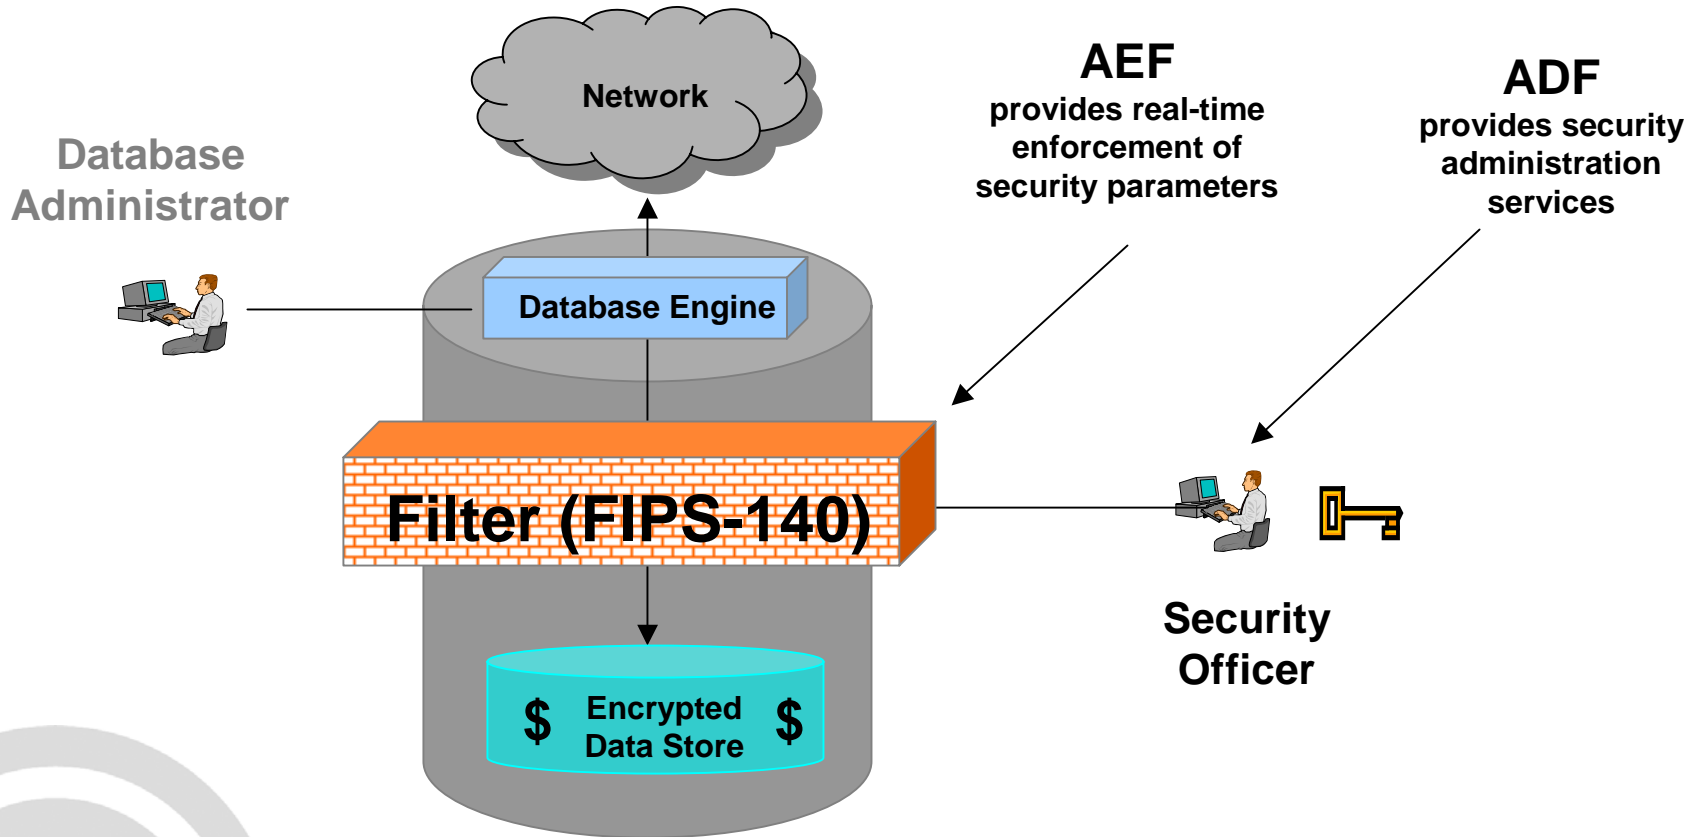 Network
AEF
provides real-time
enforcement of
security parameters
ADF
provides security
administration
services
Database
Administrator
Database Engine
Filter (FIPS-140)
Security
Officer
$ Encrypted $
Data Store